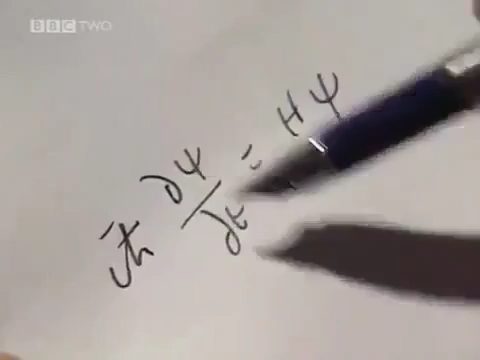 BBC TWO
iħ ∂ψ/∂t = Hψ